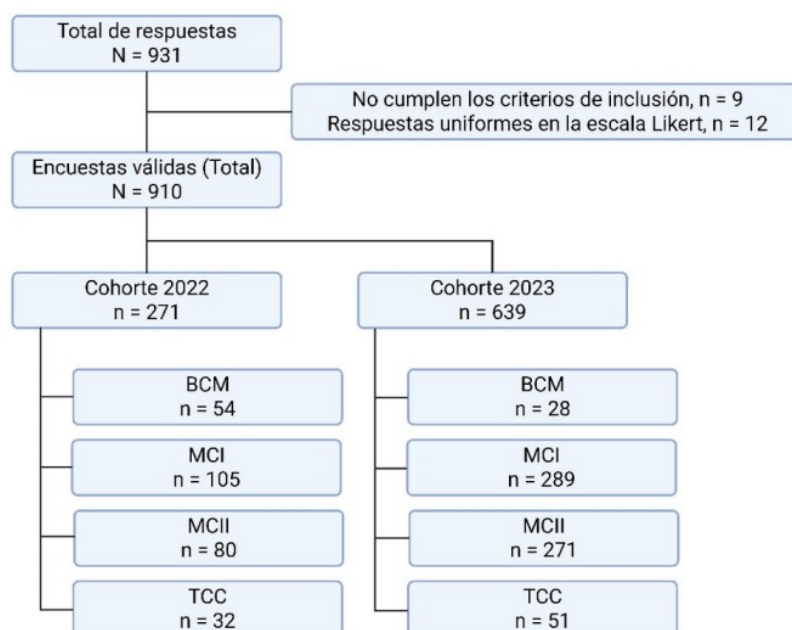 Total de respuestas
N = 931
No cumplen los criterios de inclusión, n = 9
Respuestas uniformes en la escala Likert, n = 12
Encuestas válidas (Total)
N = 910
Cohorte 2022
n = 271
BCM
n = 54
MCI
n = 105
MCII
n = 80
TCC
n = 32
Cohorte 2023
n = 639
BCM
n = 28
MCI
n = 289
MCII
n = 271
TCC
n = 51